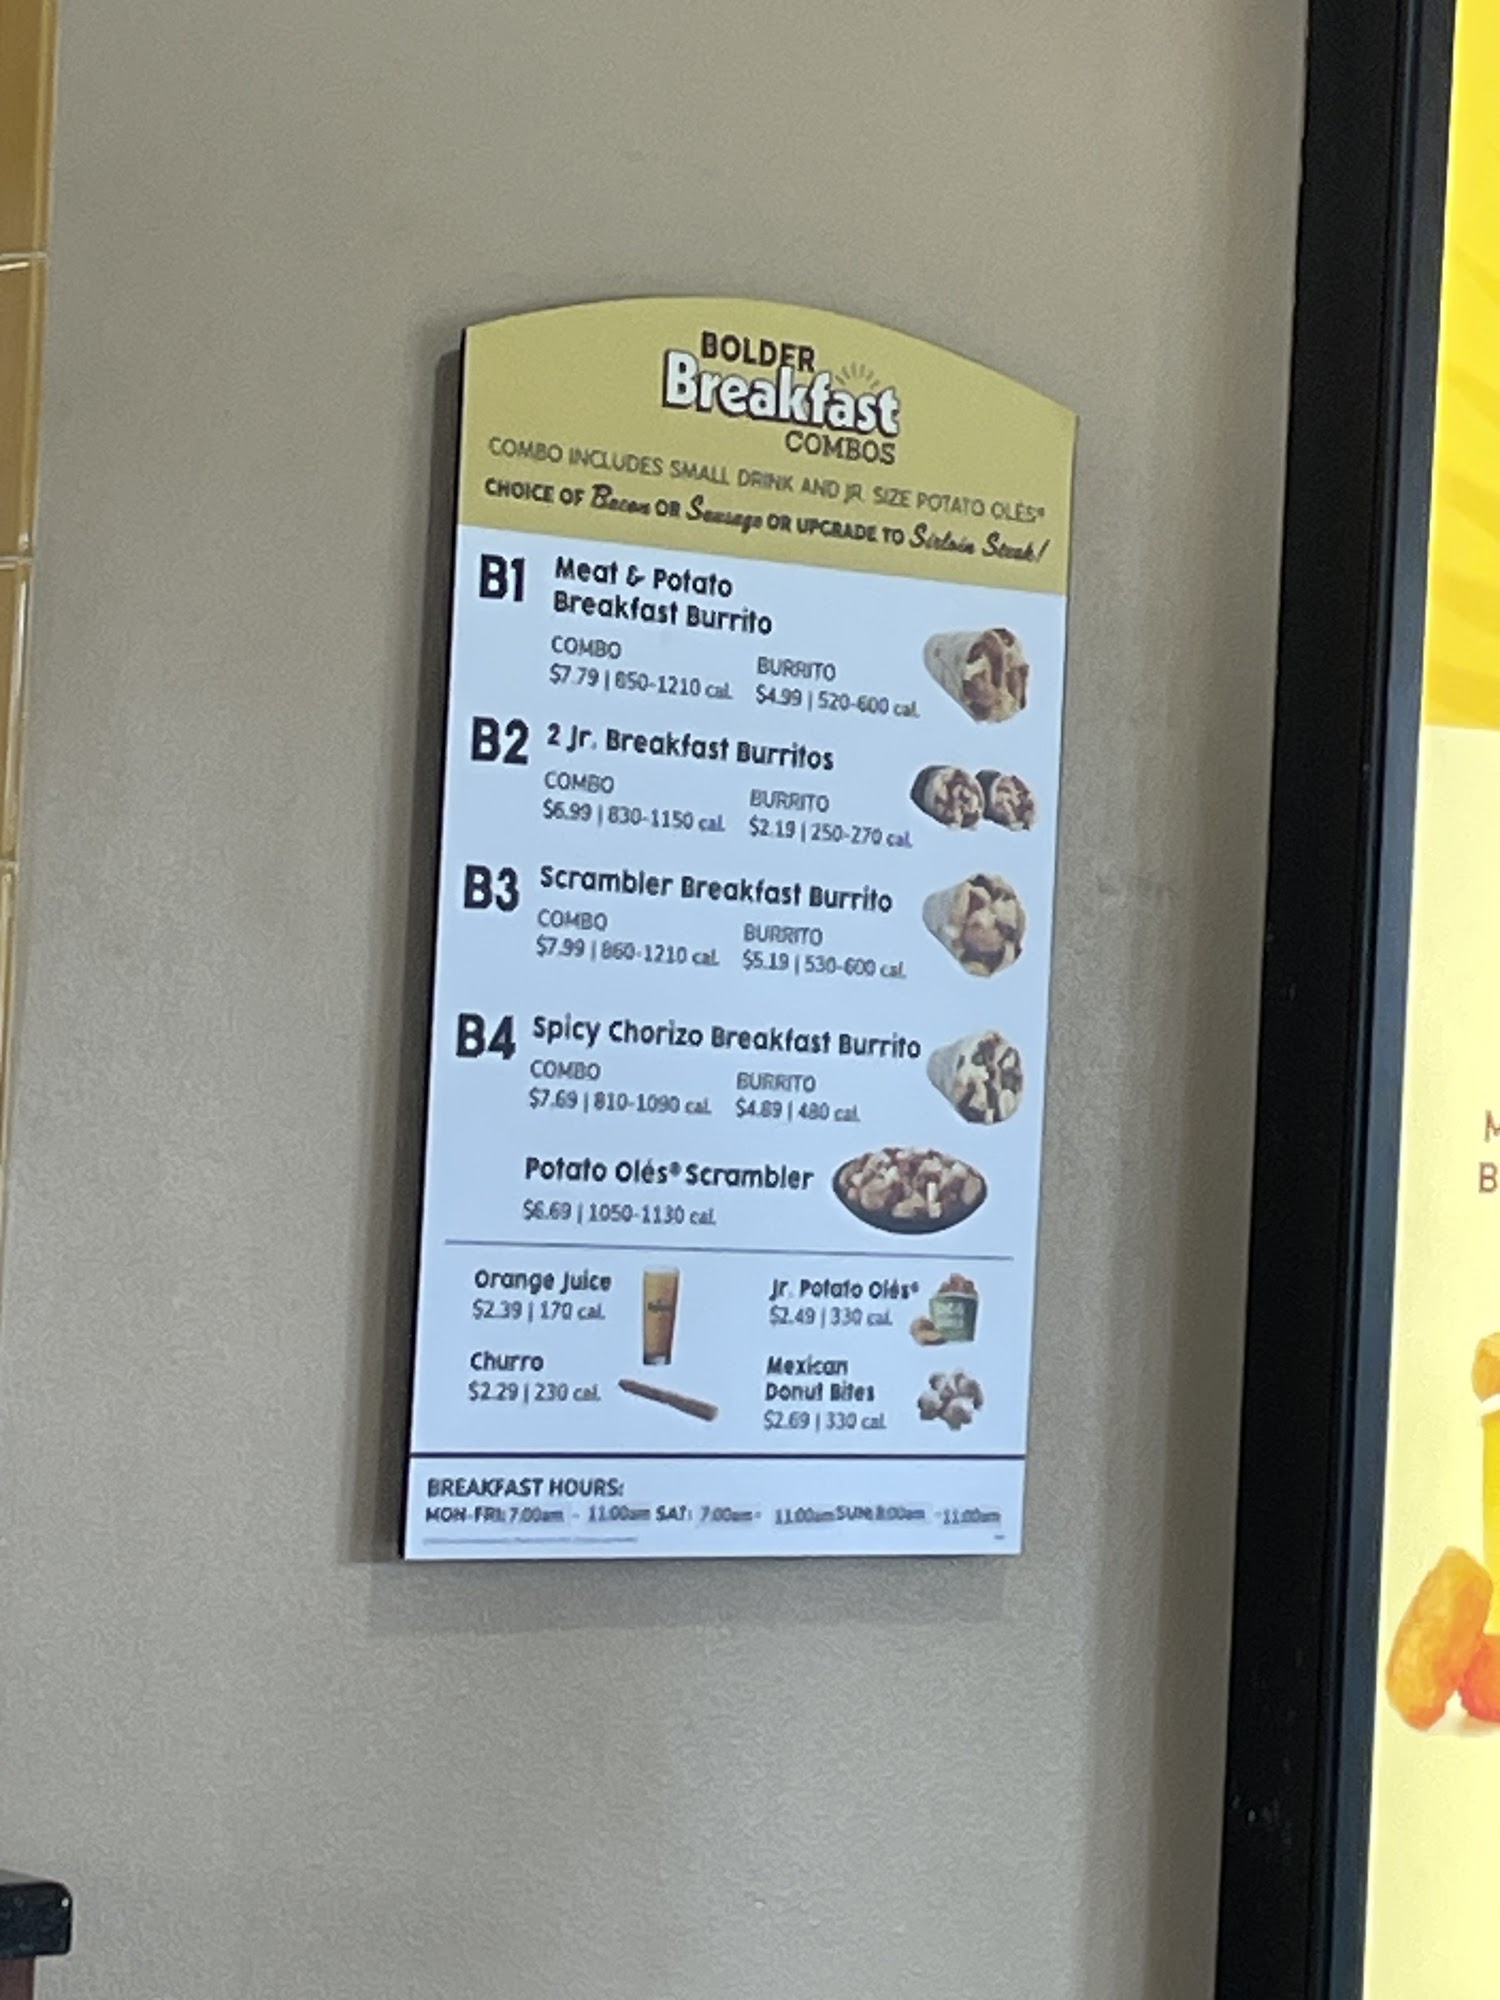 BOLDER
Breakfast
COMBOS
COMBO INCLUDES SMALL DRINK AND JR. SIZE POTATO OLÉS®
CHOICE OF Bacon OR Sausage OR UPGRADE TO Sirloin Steak!
B1 Meat & Potato
Breakfast Burrito
COMBO BURRITO
$7.79 | 850-1210 cal. $4.99 | 520-600 cal.
B2 2 Jr. Breakfast Burritos
COMBO BURRITO
$6.99 | 830-1150 cal. $2.19 | 250-270 cal.
B3 Scrambler Breakfast Burrito
COMBO BURRITO
$7.99 | 860-1210 cal. $5.19 | 530-600 cal.
B4 Spicy Chorizo Breakfast Burrito
COMBO BURRITO
$7.69 | 810-1090 cal. $4.89 | 480 cal.
Potato Olés® Scrambler
$6.69 | 1050-1130 cal.
Orange Juice
$2.39 | 170 cal.
Jr. Potato Olés®
$2.49 | 330 cal.
Churro
$2.29 | 230 cal.
Mexican
Donut Bites
$2.69 | 330 cal.
BREAKFAST HOURS:
MON-FRI: 7:00am - 11:00am SAT: 7:00am- 11:00am SUN: 8:00am -11:00am
M
B